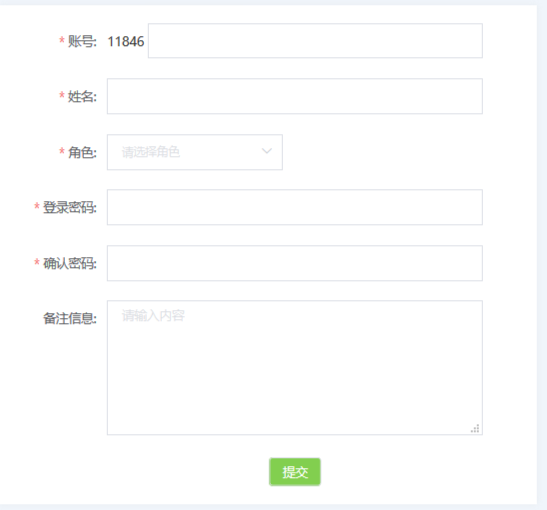 * 账号: 11846
* 姓名:
* 角色: 请选择角色
* 登录密码:
* 确认密码:
备注信息: 请输入内容
提交